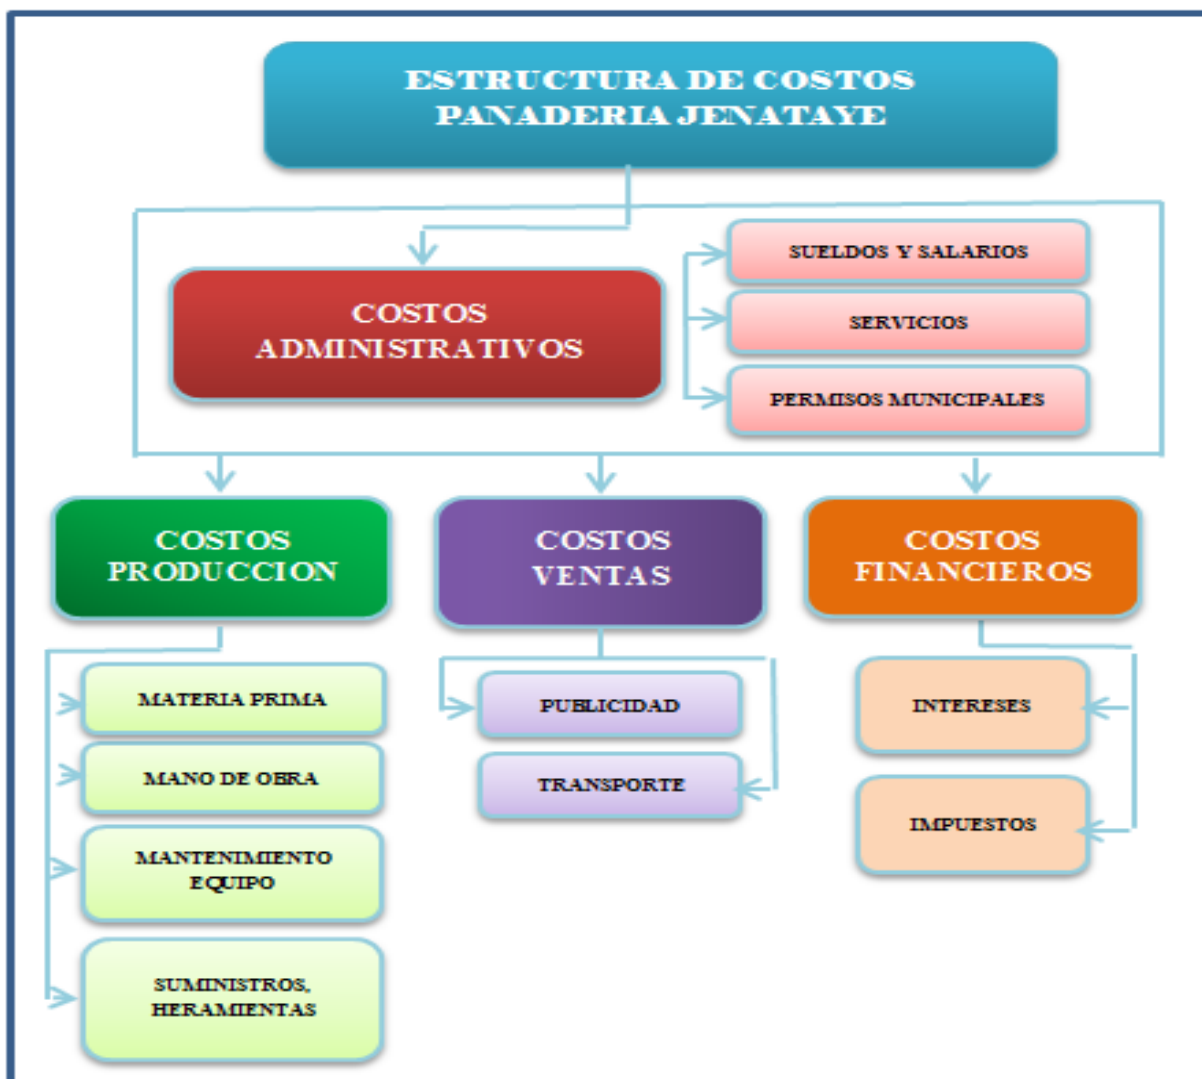 ESTRUCTURA DE COSTOS
PANADERIA JENATAYE
COSTOS
ADMINISTRATIVOS
SUELDOS Y SALARIOS
SERVICIOS
PERMISOS MUNICIPALES
COSTOS
PRODUCCION
MATERIA PRIMA
MANO DE OBRA
MANTENIMIENTO
EQUIPO
SUMINISTROS,
HERAMIENTAS
COSTOS
VENTAS
PUBLICIDAD
TRANSPORTE
COSTOS
FINANCIEROS
INTERESES
IMPUESTOS